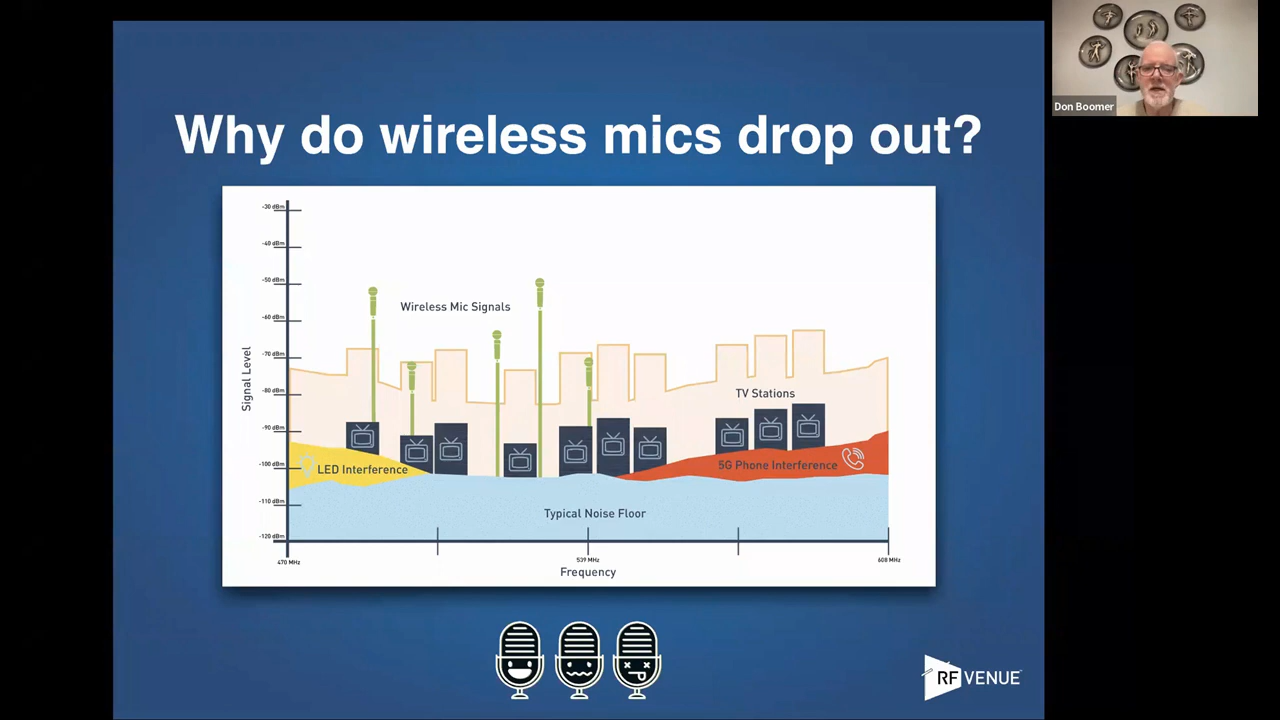 Why do wireless mics drop out?
Don Boomer
-30 dBm
-40 dBm
-50 dBm
-60 dBm
-70 dBm
-80 dBm
-90 dBm
-100 dBm
-110 dBm
-120 dBm
Signal Level
Wireless Mic Signals
TV Stations
LED Interference
5G Phone Interference
Typical Noise Floor
470 MHz
539 MHz
608 MHz
Frequency
RF VENUE